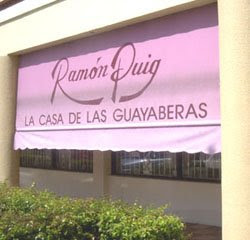 Ramón Puig
LA CASA DE LAS GUAYABERAS